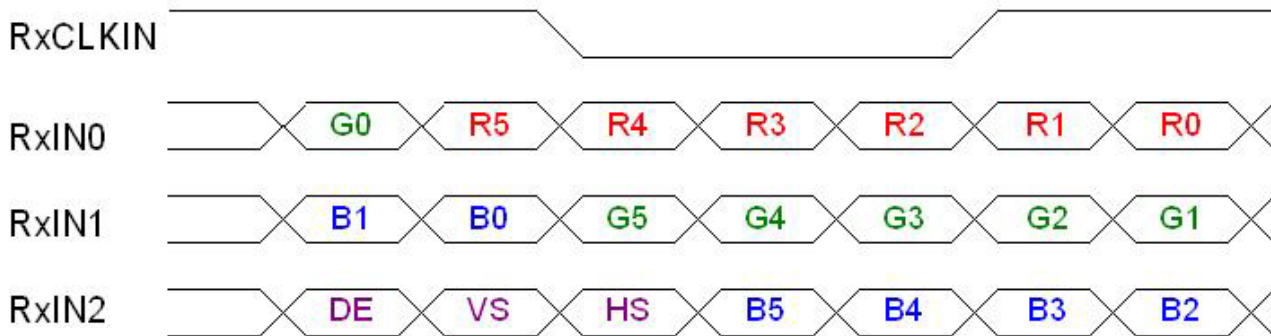 RxCLKIN
RxIN0 G0 R5 R4 R3 R2 R1 R0
RxIN1 B1 B0 G5 G4 G3 G2 G1
RxIN2 DE VS HS B5 B4 B3 B2